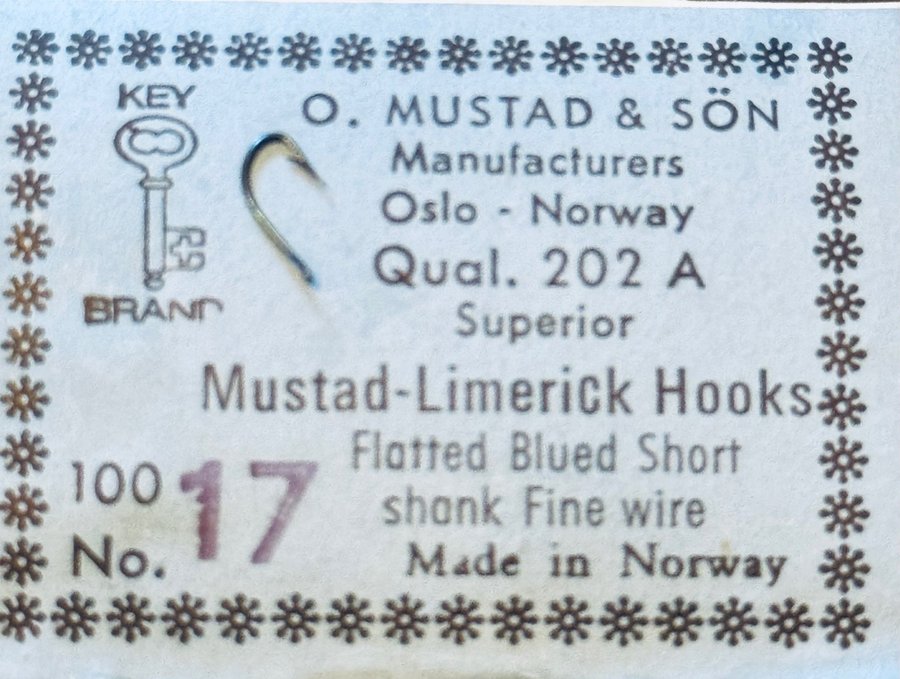 KEY
BRAND
O. MUSTAD & SÖN
Manufacturers
Oslo - Norway
Qual. 202 A
Superior
Mustad-Limerick Hooks
Flatted Blued Short
shank Fine wire
Made in Norway
100
No. 17